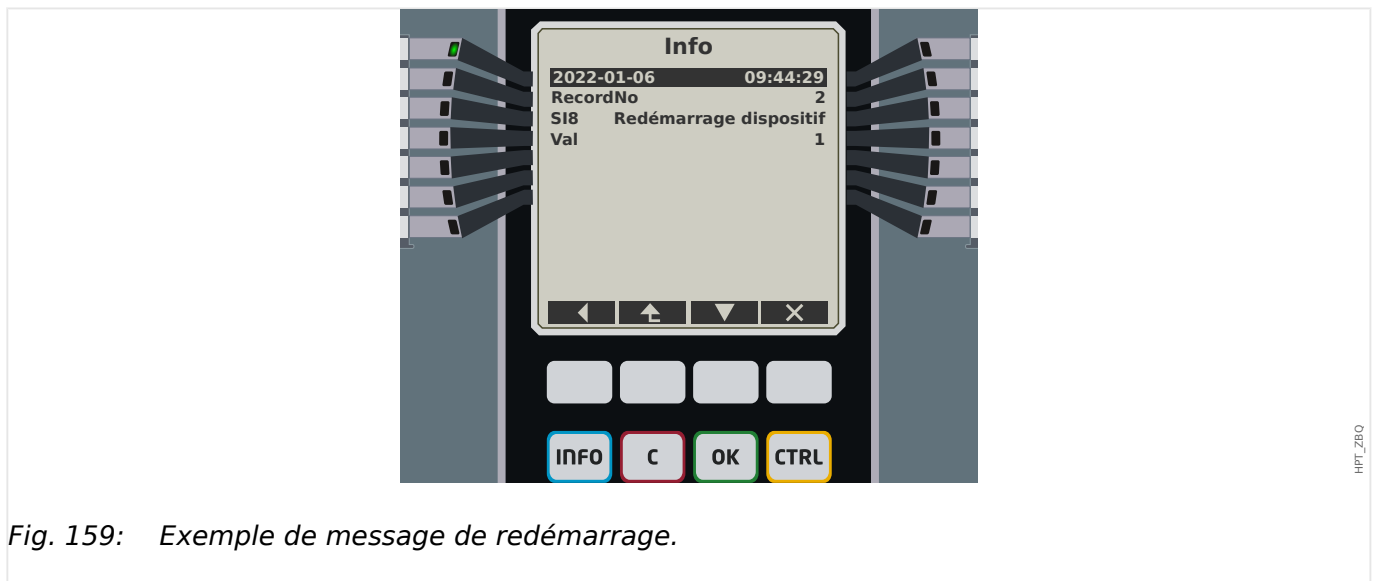 Info
2022-01-06 09:44:29
RecordNo 2
SI8 Redémarrage dispositif
Val 1
INFO C OK CTRL
HPT_ZBQ
Fig. 159: Exemple de message de redémarrage.